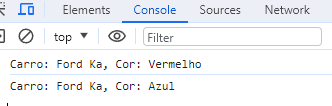 Elements Console Sources Network
top Filter
Carro: Ford Ka, Cor: Vermelho
Carro: Ford Ka, Cor: Azul